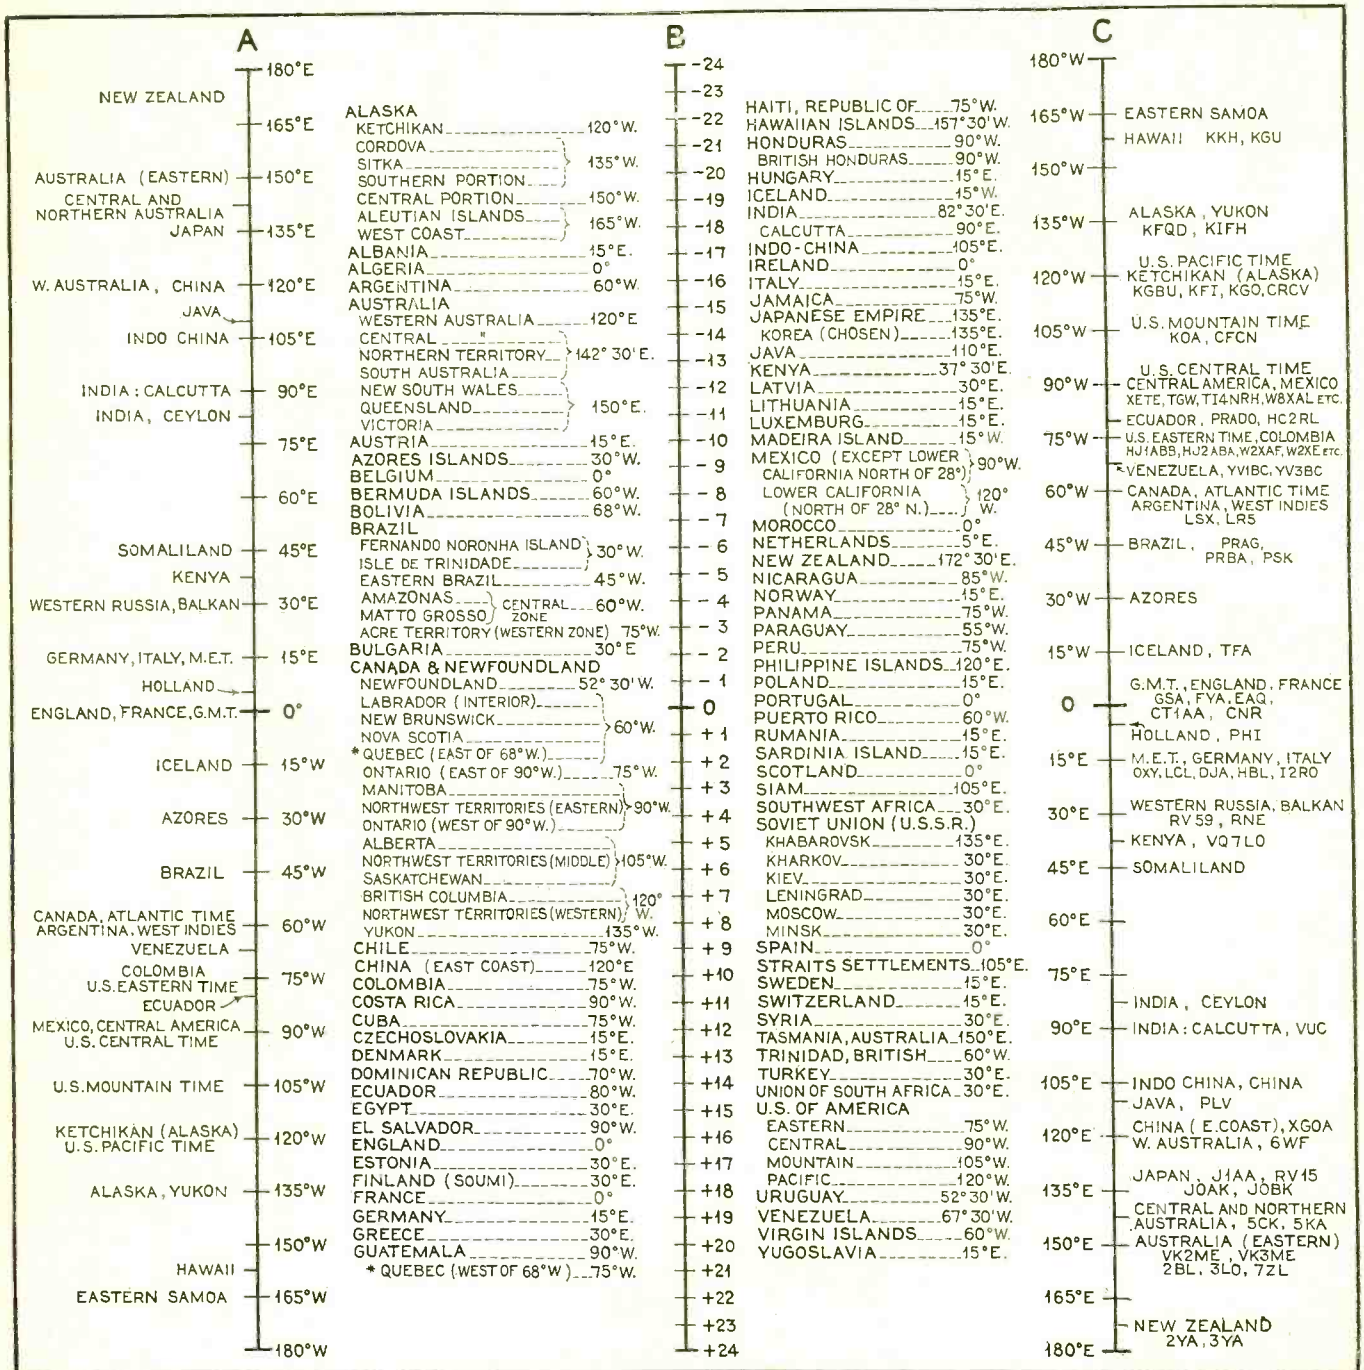 A
180°E
NEW ZEALAND
165°E
AUSTRALIA (EASTERN) 150°E
CENTRAL AND
NORTHERN AUSTRALIA
JAPAN 135°E
W. AUSTRALIA, CHINA 120°E
JAVA
INDO CHINA 105°E
INDIA : CALCUTTA 90°E
INDIA, CEYLON
75°E
60°E
SOMALILAND 45°E
KENYA
WESTERN RUSSIA, BALKAN 30°E
GERMANY, ITALY, M.E.T. 15°E
HOLLAND
ENGLAND, FRANCE, G.M.T. 0°
ICELAND 15°W
AZORES 30°W
BRAZIL 45°W
CANADA, ATLANTIC TIME
ARGENTINA, WEST INDIES 60°W
VENEZUELA
COLOMBIA
U.S. EASTERN TIME 75°W
ECUADOR
MEXICO, CENTRAL AMERICA
U.S. CENTRAL TIME 90°W
U.S. MOUNTAIN TIME 105°W
KETCHIKAN (ALASKA)
U.S. PACIFIC TIME 120°W
ALASKA, YUKON 135°W
150°W
HAWAII
EASTERN SAMOA 165°W
180°W
ALASKA
KETCHIKAN 120°W.
CORDOVA
SITKA 135°W.
SOUTHERN PORTION
CENTRAL PORTION 150°W.
ALEUTIAN ISLANDS
WEST COAST 165°W.
ALBANIA 15°E.
ALGERIA 0°
ARGENTINA 60°W.
AUSTRALIA
WESTERN AUSTRALIA 120°E
CENTRAL "
NORTHERN TERRITORY 142°30'E.
SOUTH AUSTRALIA
NEW SOUTH WALES
QUEENSLAND 150°E.
VICTORIA
AUSTRIA 15°E.
AZORES ISLANDS 30°W.
BELGIUM 0°
BERMUDA ISLANDS 60°W.
BOLIVIA 68°W.
BRAZIL
FERNANDO NORONHA ISLAND
ISLE DE TRINIDADE 30°W.
EASTERN BRAZIL 45°W.
AMAZONAS
MATTO GROSSO CENTRAL ZONE 60°W.
ACRE TERRITORY (WESTERN ZONE) 75°W.
BULGARIA 30°E
CANADA & NEWFOUNDLAND
NEWFOUNDLAND 52°30'W.
LABRADOR (INTERIOR)
NEW BRUNSWICK
NOVA SCOTIA 60°W.
* QUEBEC (EAST OF 68°W.)
ONTARIO (EAST OF 90°W.) 75°W.
MANITOBA
NORTHWEST TERRITORIES (EASTERN) 90°W.
ONTARIO (WEST OF 90°W.)
ALBERTA
NORTHWEST TERRITORIES (MIDDLE) 105°W.
SASKATCHEWAN
BRITISH COLUMBIA 120°
NORTHWEST TERRITORIES (WESTERN) W.
YUKON 135°W.
CHILE 75°W.
CHINA (EAST COAST) 120°E
COLOMBIA 75°W.
COSTA RICA 90°W.
CUBA 75°W.
CZECHOSLOVAKIA 15°E.
DENMARK 15°E.
DOMINICAN REPUBLIC 70°W.
ECUADOR 80°W.
EGYPT 30°E.
EL SALVADOR 90°W.
ENGLAND 0°
ESTONIA 30°E.
FINLAND (SOUMI) 30°E.
FRANCE 0°
GERMANY 15°E.
GREECE 30°E.
GUATEMALA 90°W.
* QUEBEC (WEST OF 68°W) 75°W.
B
-24
-23
-22
-21
-20
-19
-18
-17
-16
-15
-14
-13
-12
-11
-10
-9
-8
-7
-6
-5
-4
-3
-2
-1
0
+1
+2
+3
+4
+5
+6
+7
+8
+9
+10
+11
+12
+13
+14
+15
+16
+17
+18
+19
+20
+21
+22
+23
+24
HAITI, REPUBLIC OF 75°W.
HAWAIIAN ISLANDS 157°30'W.
HONDURAS 90°W.
BRITISH HONDURAS 90°W.
HUNGARY 15°E.
ICELAND 15°W.
INDIA 82°30'E.
CALCUTTA 90°E.
INDO-CHINA 105°E.
IRELAND 0°
ITALY 15°E.
JAMAICA 75°W.
JAPANESE EMPIRE 135°E.
KOREA (CHOSEN) 135°E.
JAVA 110°E.
KENYA 37°30'E.
LATVIA 30°E.
LITHUANIA 15°E.
LUXEMBURG 15°E.
MADEIRA ISLAND 15°W.
MEXICO (EXCEPT LOWER
CALIFORNIA NORTH OF 28°) 90°W.
LOWER CALIFORNIA 120°
(NORTH OF 28° N.) W.
MOROCCO 0°
NETHERLANDS 5°E.
NEW ZEALAND 172°30'E.
NICARAGUA 85°W.
NORWAY 15°E.
PANAMA 75°W.
PARAGUAY 55°W.
PERU 75°W.
PHILIPPINE ISLANDS 120°E.
POLAND 15°E.
PORTUGAL 0°
PUERTO RICO 60°W.
RUMANIA 15°E.
SARDINIA ISLAND 15°E.
SCOTLAND 0°
SIAM 105°E.
SOUTHWEST AFRICA 30°E.
SOVIET UNION (U.S.S.R.)
KHABAROVSK 135°E.
KHARKOV 30°E.
KIEV 30°E.
LENINGRAD 30°E.
MOSCOW 30°E.
MINSK 30°E.
SPAIN 0°
STRAITS SETTLEMENTS 105°E.
SWEDEN 15°E.
SWITZERLAND 15°E.
SYRIA 30°E.
TASMANIA, AUSTRALIA 150°E.
TRINIDAD, BRITISH 60°W.
TURKEY 30°E.
UNION OF SOUTH AFRICA 30°E.
U.S. OF AMERICA
EASTERN 75°W.
CENTRAL 90°W.
MOUNTAIN 105°W.
PACIFIC 120°W.
URUGUAY 52°30'W.
VENEZUELA 67°30'W.
VIRGIN ISLANDS 60°W.
YUGOSLAVIA 15°E.
C
180°W
165°W EASTERN SAMOA
HAWAII KKH, KGU
150°W
135°W ALASKA, YUKON
KFQD, KIFH
U.S. PACIFIC TIME
120°W KETCHIKAN (ALASKA)
KGBU, KFI, KGO, CRCV
105°W U.S. MOUNTAIN TIME
KOA, CFCN
U.S. CENTRAL TIME
90°W CENTRAL AMERICA, MEXICO
XETE, TGW, TI4NRH, W8XAL ETC.
ECUADOR, PRADO, HC2RL
75°W U.S. EASTERN TIME, COLOMBIA
HJ1ABB, HJ2ABA, W2XAF, W2XE ETC.
VENEZUELA, YV1BC, YV3BC
60°W CANADA, ATLANTIC TIME
ARGENTINA, WEST INDIES
LSX, LR5
45°W BRAZIL, PRAG,
PRBA, PSK
30°W AZORES
15°W ICELAND, TFA
G.M.T., ENGLAND, FRANCE
0 GSA, FYA, EAQ,
CT1AA, CNR
HOLLAND, PHI
15°E M.E.T., GERMANY, ITALY
OXY, LCL, DJA, HBL, I2RO
30°E WESTERN RUSSIA, BALKAN
RV59, RNE
KENYA, VQ7LO
45°E SOMALILAND
60°E
75°E
INDIA, CEYLON
90°E INDIA: CALCUTTA, VUC
105°E INDO CHINA, CHINA
JAVA, PLV
120°E CHINA (E.COAST), XGOA
W. AUSTRALIA, 6WF
135°E JAPAN, J1AA, RV15
JOAK, JOBK
CENTRAL AND NORTHERN
AUSTRALIA, 5CK, 5KA
150°E AUSTRALIA (EASTERN)
VK2ME, VK3ME
2BL, 3LO, 7ZL
165°E
NEW ZEALAND
2YA, 3YA
180°E